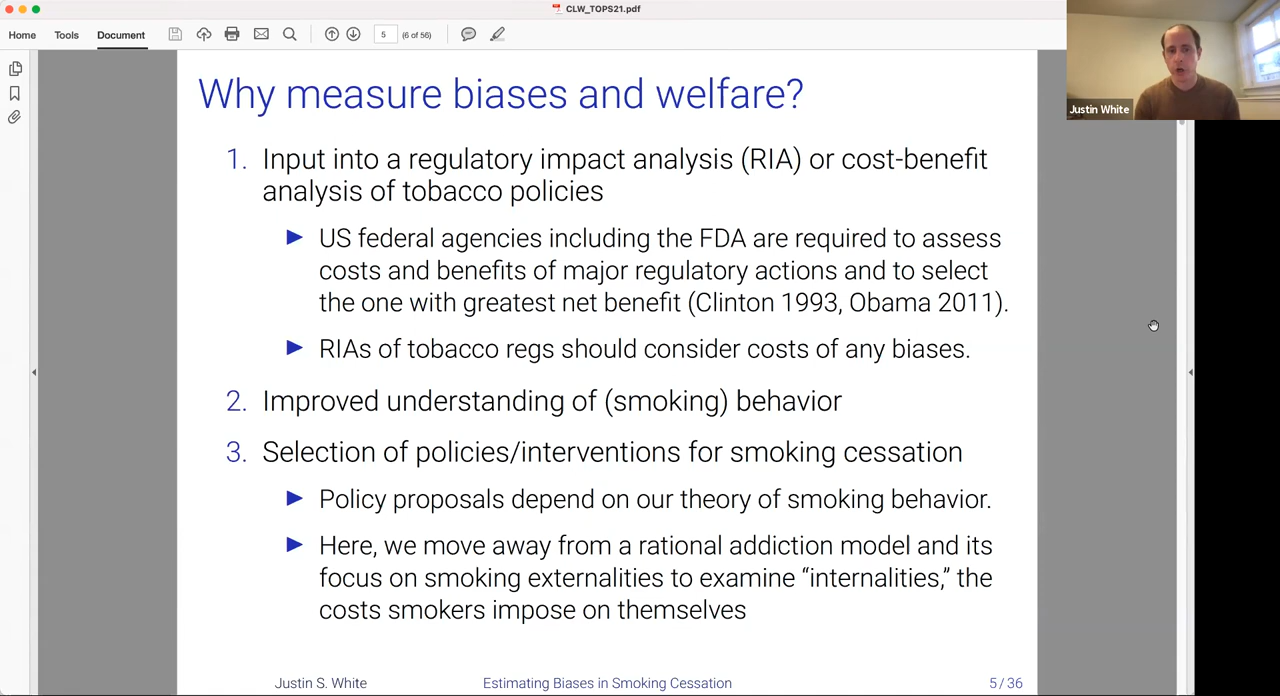 CLW_TOPS21.pdf
Home Tools Document 5 (6 of 56)
Justin White
Why measure biases and welfare?
1. Input into a regulatory impact analysis (RIA) or cost-benefit
analysis of tobacco policies
US federal agencies including the FDA are required to assess
costs and benefits of major regulatory actions and to select
the one with greatest net benefit (Clinton 1993, Obama 2011).
RIAs of tobacco regs should consider costs of any biases.
2. Improved understanding of (smoking) behavior
3. Selection of policies/interventions for smoking cessation
Policy proposals depend on our theory of smoking behavior.
Here, we move away from a rational addiction model and its
focus on smoking externalities to examine “internalities,” the
costs smokers impose on themselves
Justin S. White Estimating Biases in Smoking Cessation 5 / 36